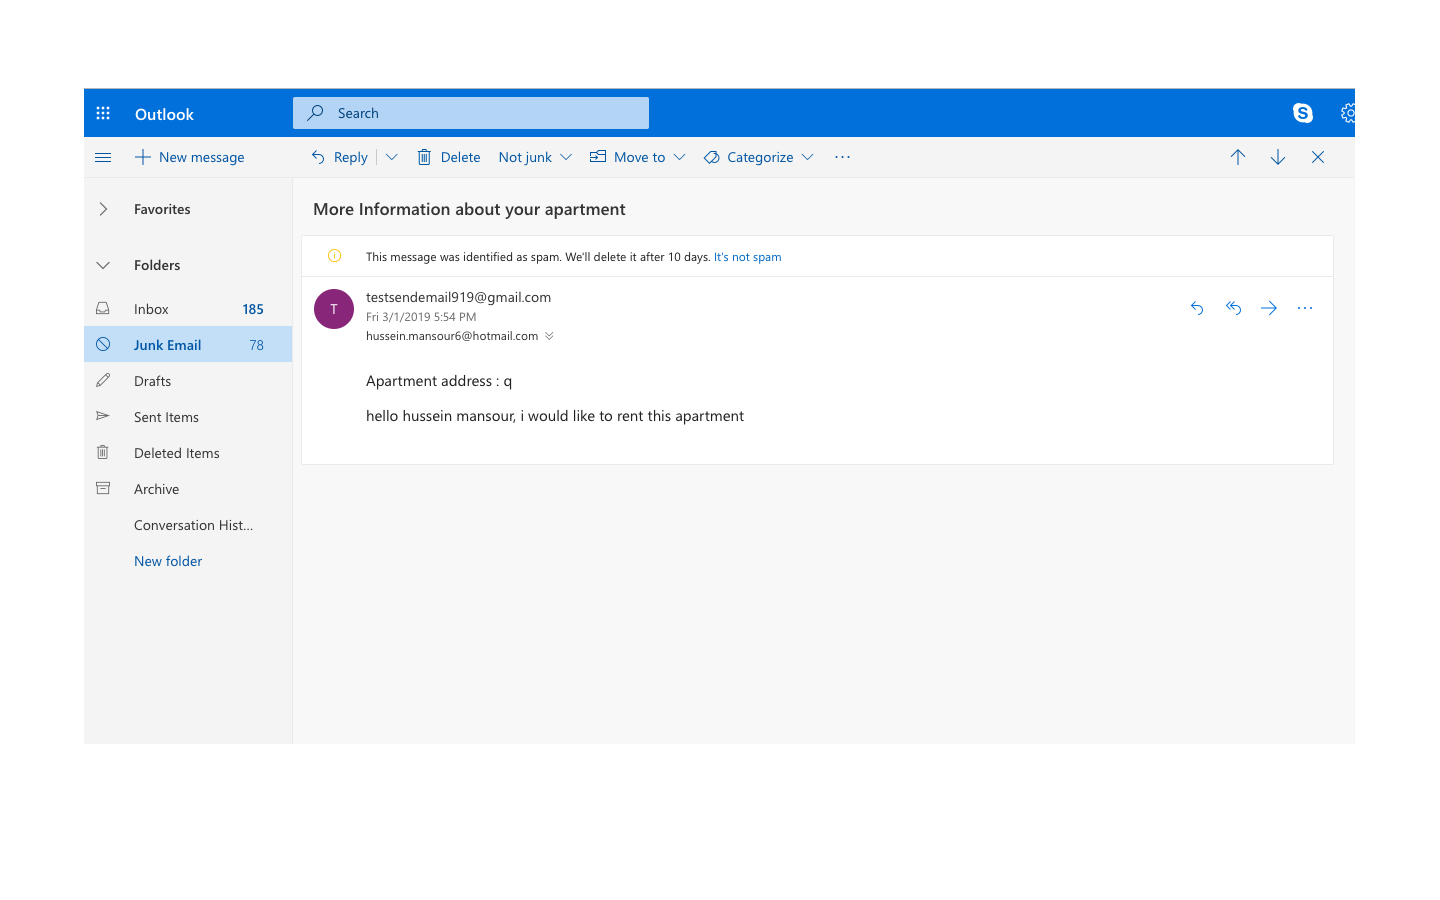 Outlook
Search
New message
Reply
Delete
Not junk
Move to
Categorize
Favorites
More Information about your apartment
This message was identified as spam. We'll delete it after 10 days. It's not spam
Folders
Inbox 185
Junk Email 78
Drafts
Sent Items
Deleted Items
Archive
Conversation Hist...
New folder
T
testsendemail919@gmail.com
Fri 3/1/2019 5:54 PM
hussein.mansour6@hotmail.com
Apartment address : q
hello hussein mansour, i would like to rent this apartment